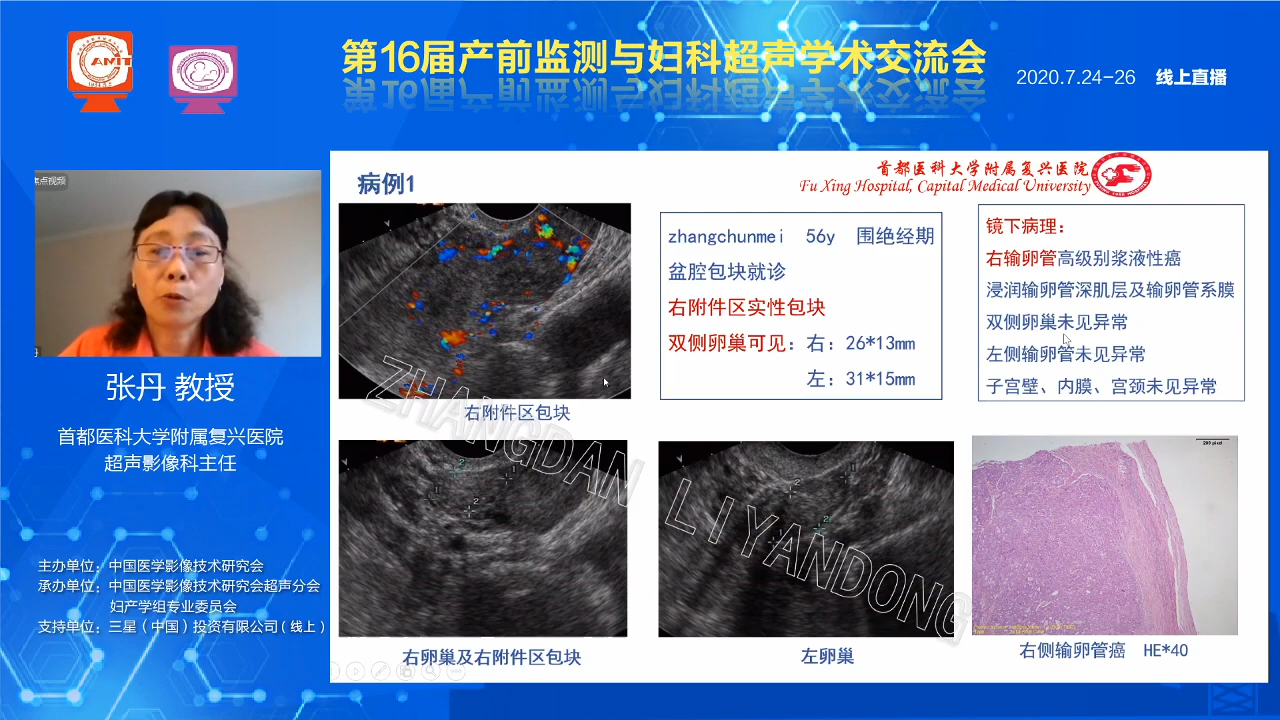 第16届产前监测与妇科超声学术交流会
2020.7.24-26 线上直播
CAMIT
焦点视频
张丹 教授
首都医科大学附属复兴医院
超声影像科主任
主办单位：中国医学影像技术研究会
承办单位：中国医学影像技术研究会超声分会
妇产学组专业委员会
支持单位：三星（中国）投资有限公司（线上）
病例1
首都医科大学附属复兴医院
Fu Xing Hospital, Capital Medical University
右附件区包块
zhangchunmei 56y 围绝经期
盆腔包块就诊
右附件区实性包块
双侧卵巢可见：右：26*13mm
左：31*15mm
镜下病理：
右输卵管高级别浆液性癌
浸润输卵管深肌层及输卵管系膜
双侧卵巢未见异常
左侧输卵管未见异常
子宫壁、内膜、宫颈未见异常
ZHANGDAN LIYANDONG
右卵巢及右附件区包块
左卵巢
右侧输卵管癌 HE*40